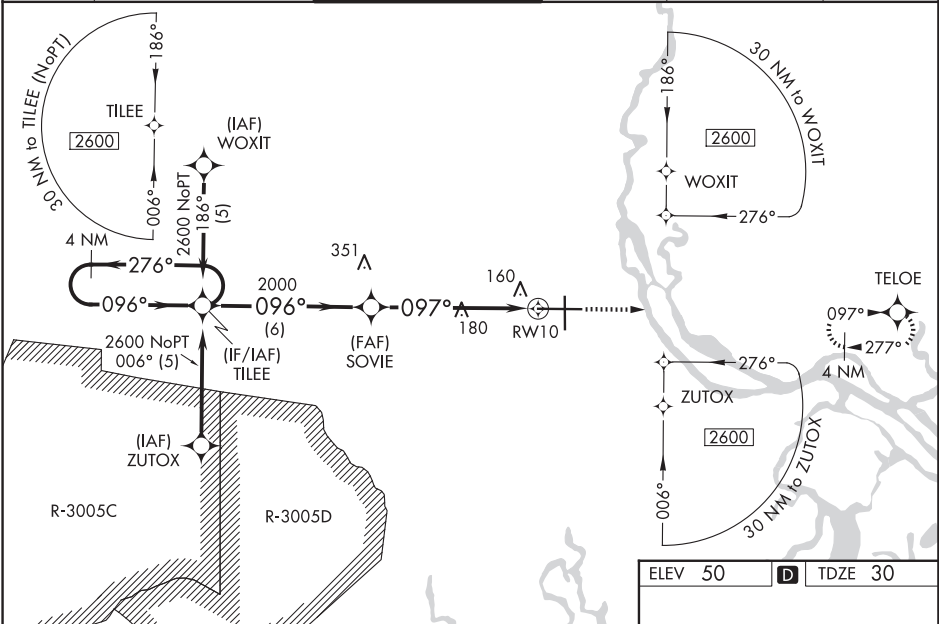 30 NM to TILEE (NoPT)
186°
TILEE
2600
006°
(IAF)
WOXIT
2600 NoPT
186°
(5)
4 NM
276°
096°
2000
096°
(6)
351
(FAF)
SOVIE
097°
180
160
RW10
(IF/IAF)
TILEE
2600 NoPT
006° (5)
(IAF)
ZUTOX
R-3005C
R-3005D
30 NM to WOXIT
186°
2600
WOXIT
276°
TELOE
097°
277°
4 NM
276°
ZUTOX
2600
006°
30 NM to ZUTOX
ELEV 50 D TDZE 30